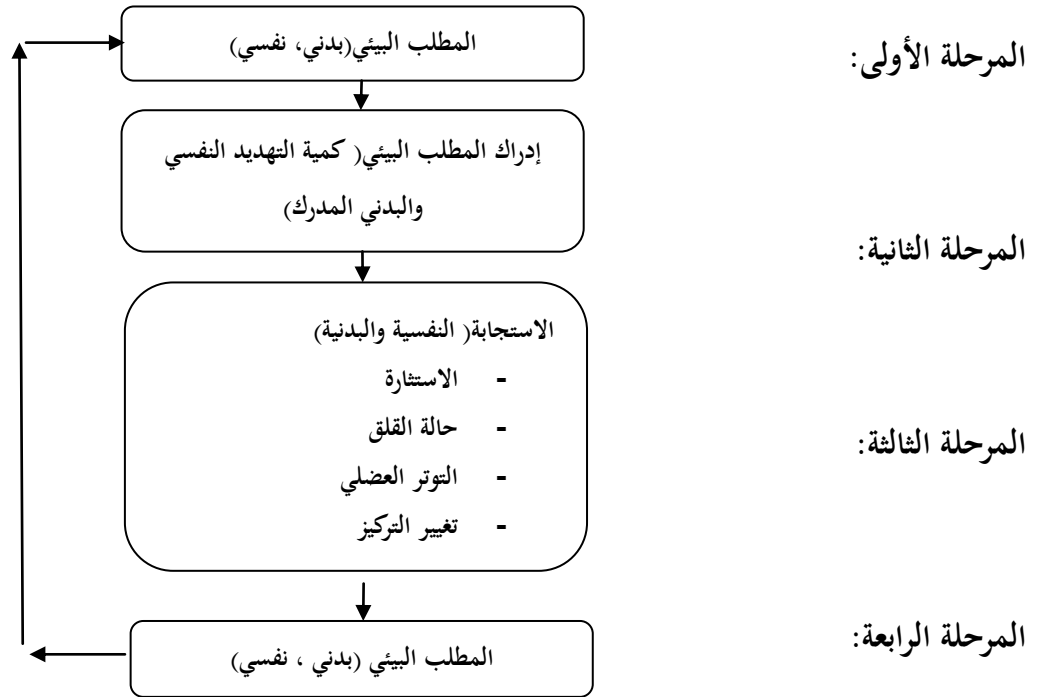 المرحلة الأولى:
المطلب البيئي(بدني، نفسي)
إدراك المطلب البيئي( كمية التهديد النفسي
والبدني المدرك)
المرحلة الثانية:
الاستجابة( النفسية والبدنية)
- الاستثارة
- حالة القلق
- التوتر العضلي
- تغيير التركيز
المرحلة الثالثة:
المرحلة الرابعة:
المطلب البيئي (بدني ، نفسي)